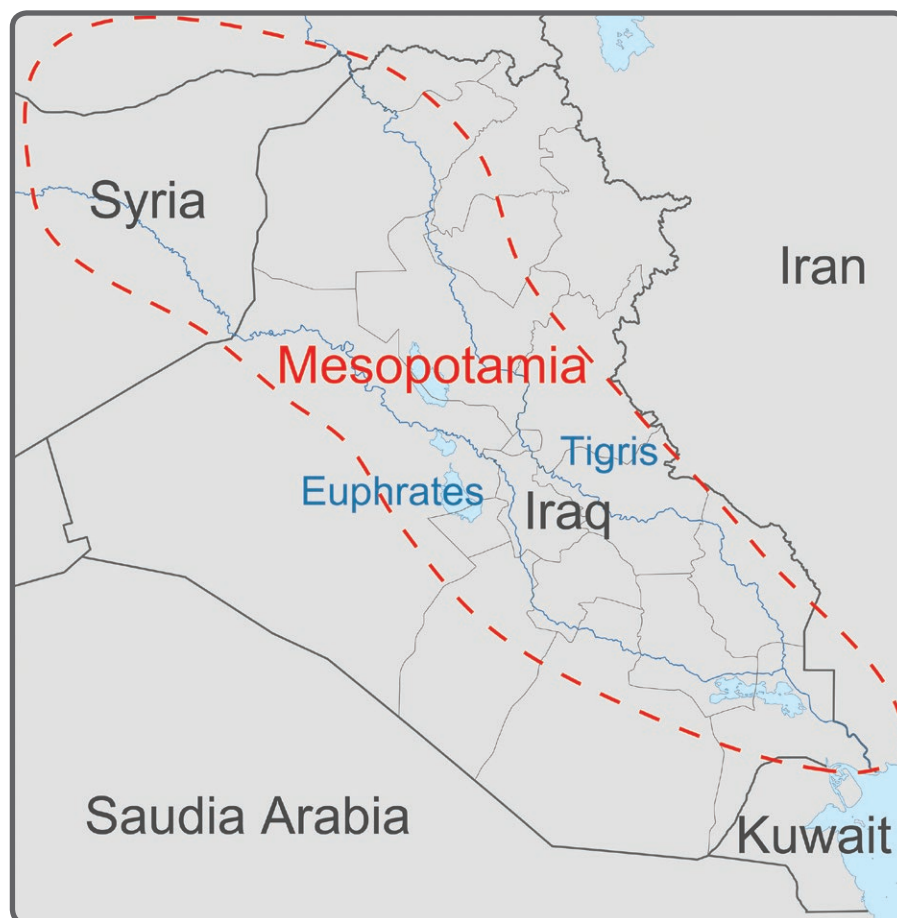 Syria
Iran
Mesopotamia
Tigris
Euphrates
Iraq
Saudia Arabia
Kuwait